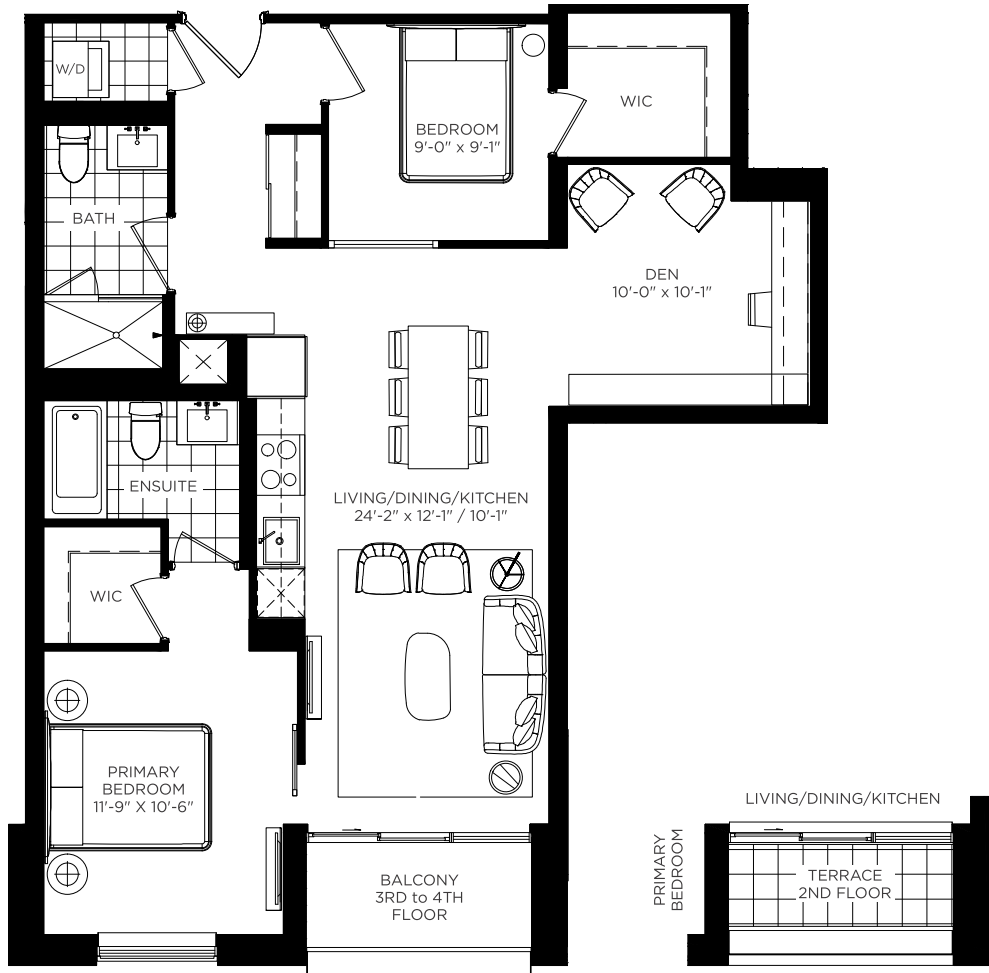 W/D
BEDROOM
9'-0" x 9'-1"
WIC
BATH
DEN
10'-0" x 10'-1"
ENSUITE
LIVING/DINING/KITCHEN
24'-2" x 12'-1" / 10'-1"
WIC
PRIMARY
BEDROOM
11'-9" X 10'-6"
BALCONY
3RD to 4TH
FLOOR
LIVING/DINING/KITCHEN
PRIMARY
BEDROOM
TERRACE
2ND FLOOR